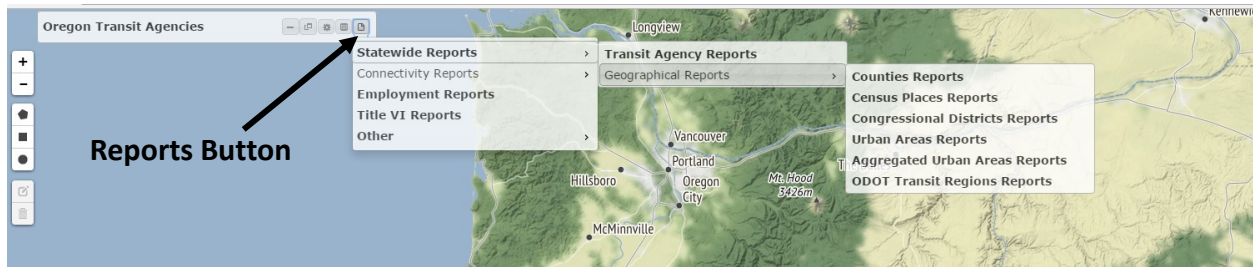 Oregon Transit Agencies
Reports Button
Statewide Reports
Connectivity Reports
Employment Reports
Title VI Reports
Other
Transit Agency Reports
Geographical Reports
Counties Reports
Census Places Reports
Congressional Districts Reports
Urban Areas Reports
Aggregated Urban Areas Reports
ODOT Transit Regions Reports
Longview
Vancouver
Portland
Hillsboro
Oregon
City
Mt. Hood
3426m
McMinnville